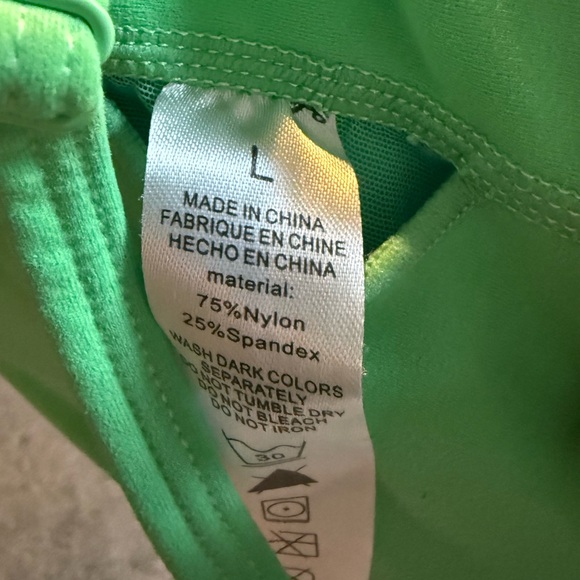 L
MADE IN CHINA
FABRIQUE EN CHINE
HECHO EN CHINA
material:
75%Nylon
25%Spandex
WASH DARK COLORS
SEPARATELY
DO NOT TUMBLE DRY
DO NOT BLEACH
DO NOT IRON
30